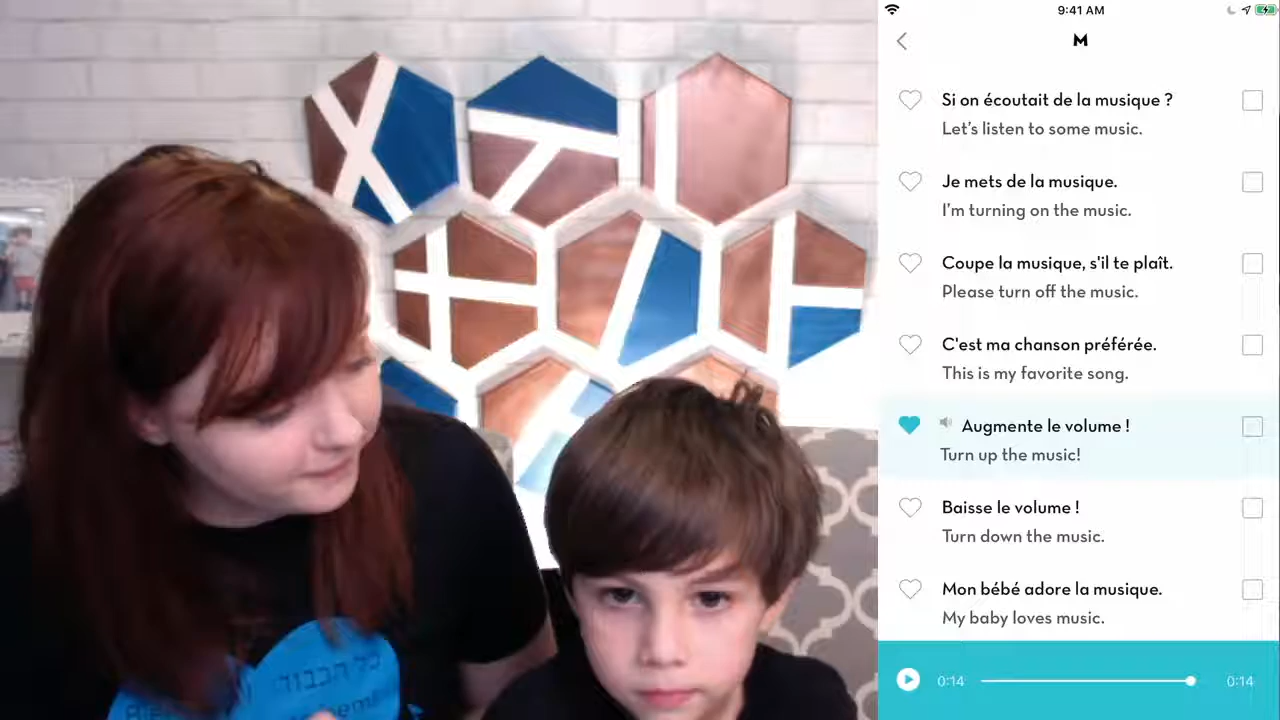 9:41 AM
M
Si on écoutait de la musique ?
Let's listen to some music.
Je mets de la musique.
I'm turning on the music.
Coupe la musique, s'il te plaît.
Please turn off the music.
C'est ma chanson préférée.
This is my favorite song.
Augmente le volume !
Turn up the music!
Baisse le volume !
Turn down the music.
Mon bébé adore la musique.
My baby loves music.
0:14
0:14
כל הכבוד